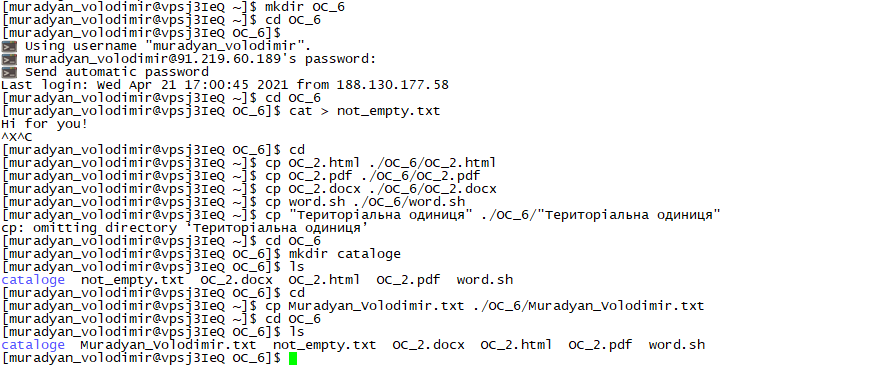 [muradyan_volodimir@vpsj3IeQ ~]$ mkdir OC_6
[muradyan_volodimir@vpsj3IeQ ~]$ cd OC_6
[muradyan_volodimir@vpsj3IeQ OC_6]$
Using username "muradyan_volodimir".
muradyan_volodimir@91.219.60.189's password:
Send automatic password
Last login: Wed Apr 21 17:00:45 2021 from 188.130.177.58
[muradyan_volodimir@vpsj3IeQ ~]$ cd OC_6
[muradyan_volodimir@vpsj3IeQ OC_6]$ cat > not_empty.txt
Hi for you!
^X^C
[muradyan_volodimir@vpsj3IeQ OC_6]$ cd
[muradyan_volodimir@vpsj3IeQ ~]$ cp OC_2.html ./OC_6/OC_2.html
[muradyan_volodimir@vpsj3IeQ ~]$ cp OC_2.pdf ./OC_6/OC_2.pdf
[muradyan_volodimir@vpsj3IeQ ~]$ cp OC_2.docx ./OC_6/OC_2.docx
[muradyan_volodimir@vpsj3IeQ ~]$ cp word.sh ./OC_6/word.sh
[muradyan_volodimir@vpsj3IeQ ~]$ cp "Територіальна одиниця" ./OC_6/"Територіальна одиниця"
cp: omitting directory ‘Територіальна одиниця’
[muradyan_volodimir@vpsj3IeQ ~]$ cd OC_6
[muradyan_volodimir@vpsj3IeQ OC_6]$ mkdir cataloge
[muradyan_volodimir@vpsj3IeQ OC_6]$ ls
cataloge  not_empty.txt  OC_2.docx  OC_2.html  OC_2.pdf  word.sh
[muradyan_volodimir@vpsj3IeQ OC_6]$ cd
[muradyan_volodimir@vpsj3IeQ ~]$ cp Muradyan_Volodimir.txt ./OC_6/Muradyan_Volodimir.txt
[muradyan_volodimir@vpsj3IeQ ~]$ cd OC_6
[muradyan_volodimir@vpsj3IeQ OC_6]$ ls
cataloge  Muradyan_Volodimir.txt  not_empty.txt  OC_2.docx  OC_2.html  OC_2.pdf  word.sh
[muradyan_volodimir@vpsj3IeQ OC_6]$